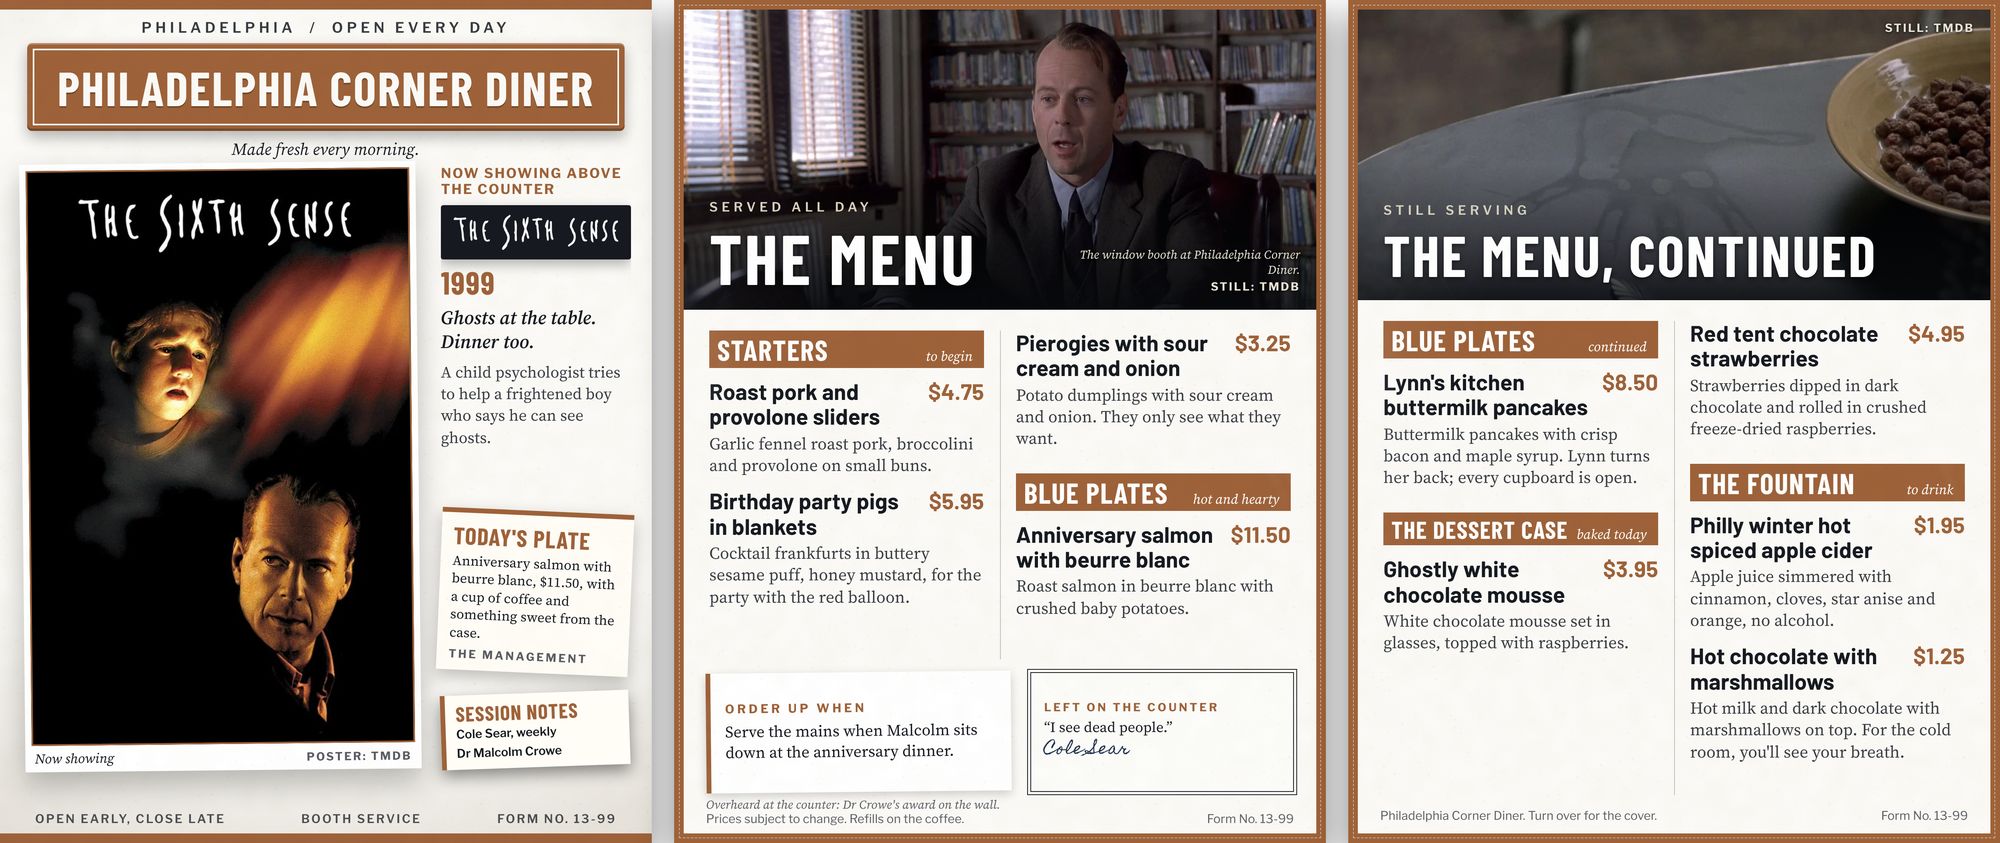 PHILADELPHIA / OPEN EVERY DAY
PHILADELPHIA CORNER DINER
Made fresh every morning.
THE SIXTH SENSE
Now showing
POSTER: TMDB
NOW SHOWING ABOVE
THE COUNTER
THE SIXTH SENSE
1999
Ghosts at the table.
Dinner too.
A child psychologist tries
to help a frightened boy
who says he can see
ghosts.
TODAY'S PLATE
Anniversary salmon with
beurre blanc, $11.50, with
a cup of coffee and
something sweet from the
case.
THE MANAGEMENT
SESSION NOTES
Cole Sear, weekly
Dr Malcolm Crowe
OPEN EARLY, CLOSE LATE
BOOTH SERVICE
FORM NO. 13-99
SERVED ALL DAY
THE MENU
The window booth at Philadelphia Corner
Diner.
STILL: TMDB
STARTERS to begin
Roast pork and $4.75
provolone sliders
Garlic fennel roast pork, broccolini
and provolone on small buns.
Birthday party pigs $5.95
in blankets
Cocktail frankfurts in buttery
sesame puff, honey mustard, for the
party with the red balloon.
Pierogies with sour $3.25
cream and onion
Potato dumplings with sour cream
and onion. They only see what they
want.
BLUE PLATES hot and hearty
Anniversary salmon $11.50
with beurre blanc
Roast salmon in beurre blanc with
crushed baby potatoes.
ORDER UP WHEN
Serve the mains when Malcolm sits
down at the anniversary dinner.
LEFT ON THE COUNTER
“I see dead people.”
Cole Sear
Overheard at the counter: Dr Crowe's award on the wall.
Prices subject to change. Refills on the coffee.
Form No. 13-99
STILL: TMDB
STILL SERVING
THE MENU, CONTINUED
BLUE PLATES continued
Lynn's kitchen $8.50
buttermilk pancakes
Buttermilk pancakes with crisp
bacon and maple syrup. Lynn turns
her back; every cupboard is open.
THE DESSERT CASE baked today
Ghostly white $3.95
chocolate mousse
White chocolate mousse set in
glasses, topped with raspberries.
Red tent chocolate $4.95
strawberries
Strawberries dipped in dark
chocolate and rolled in crushed
freeze-dried raspberries.
THE FOUNTAIN to drink
Philly winter hot $1.95
spiced apple cider
Apple juice simmered with
cinnamon, cloves, star anise and
orange, no alcohol.
Hot chocolate with $1.25
marshmallows
Hot milk and dark chocolate with
marshmallows on top. For the cold
room, you'll see your breath.
Philadelphia Corner Diner. Turn over for the cover.
Form No. 13-99